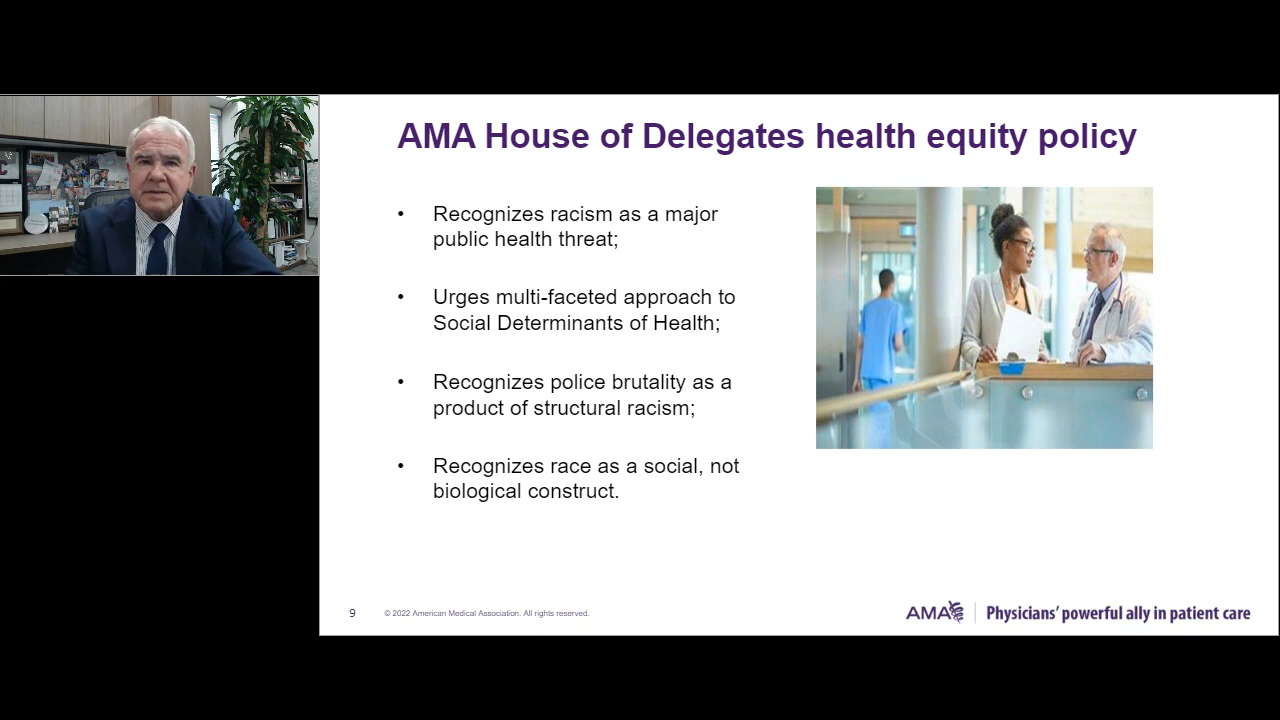 AMA House of Delegates health equity policy
• Recognizes racism as a major
public health threat;
• Urges multi-faceted approach to
Social Determinants of Health;
• Recognizes police brutality as a
product of structural racism;
• Recognizes race as a social, not
biological construct.
9
© 2022 American Medical Association. All rights reserved.
AMA
Physicians’ powerful ally in patient care